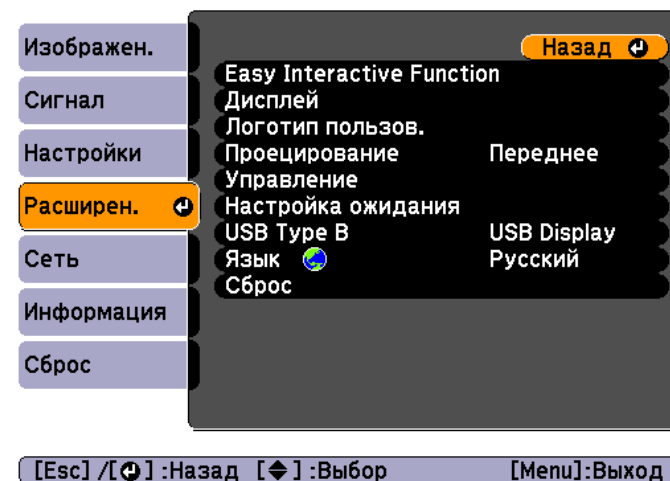 Изображен.
Сигнал
Настройки
Расширен.
Сеть
Информация
Сброс
Назад
Easy Interactive Function
Дисплей
Логотип пользов.
Проецирование Переднее
Управление
Настройка ожидания
USB Type B USB Display
Язык Русский
Сброс
[Esc] /[ ] :Назад [ ] :Выбор [Menu]:Выход